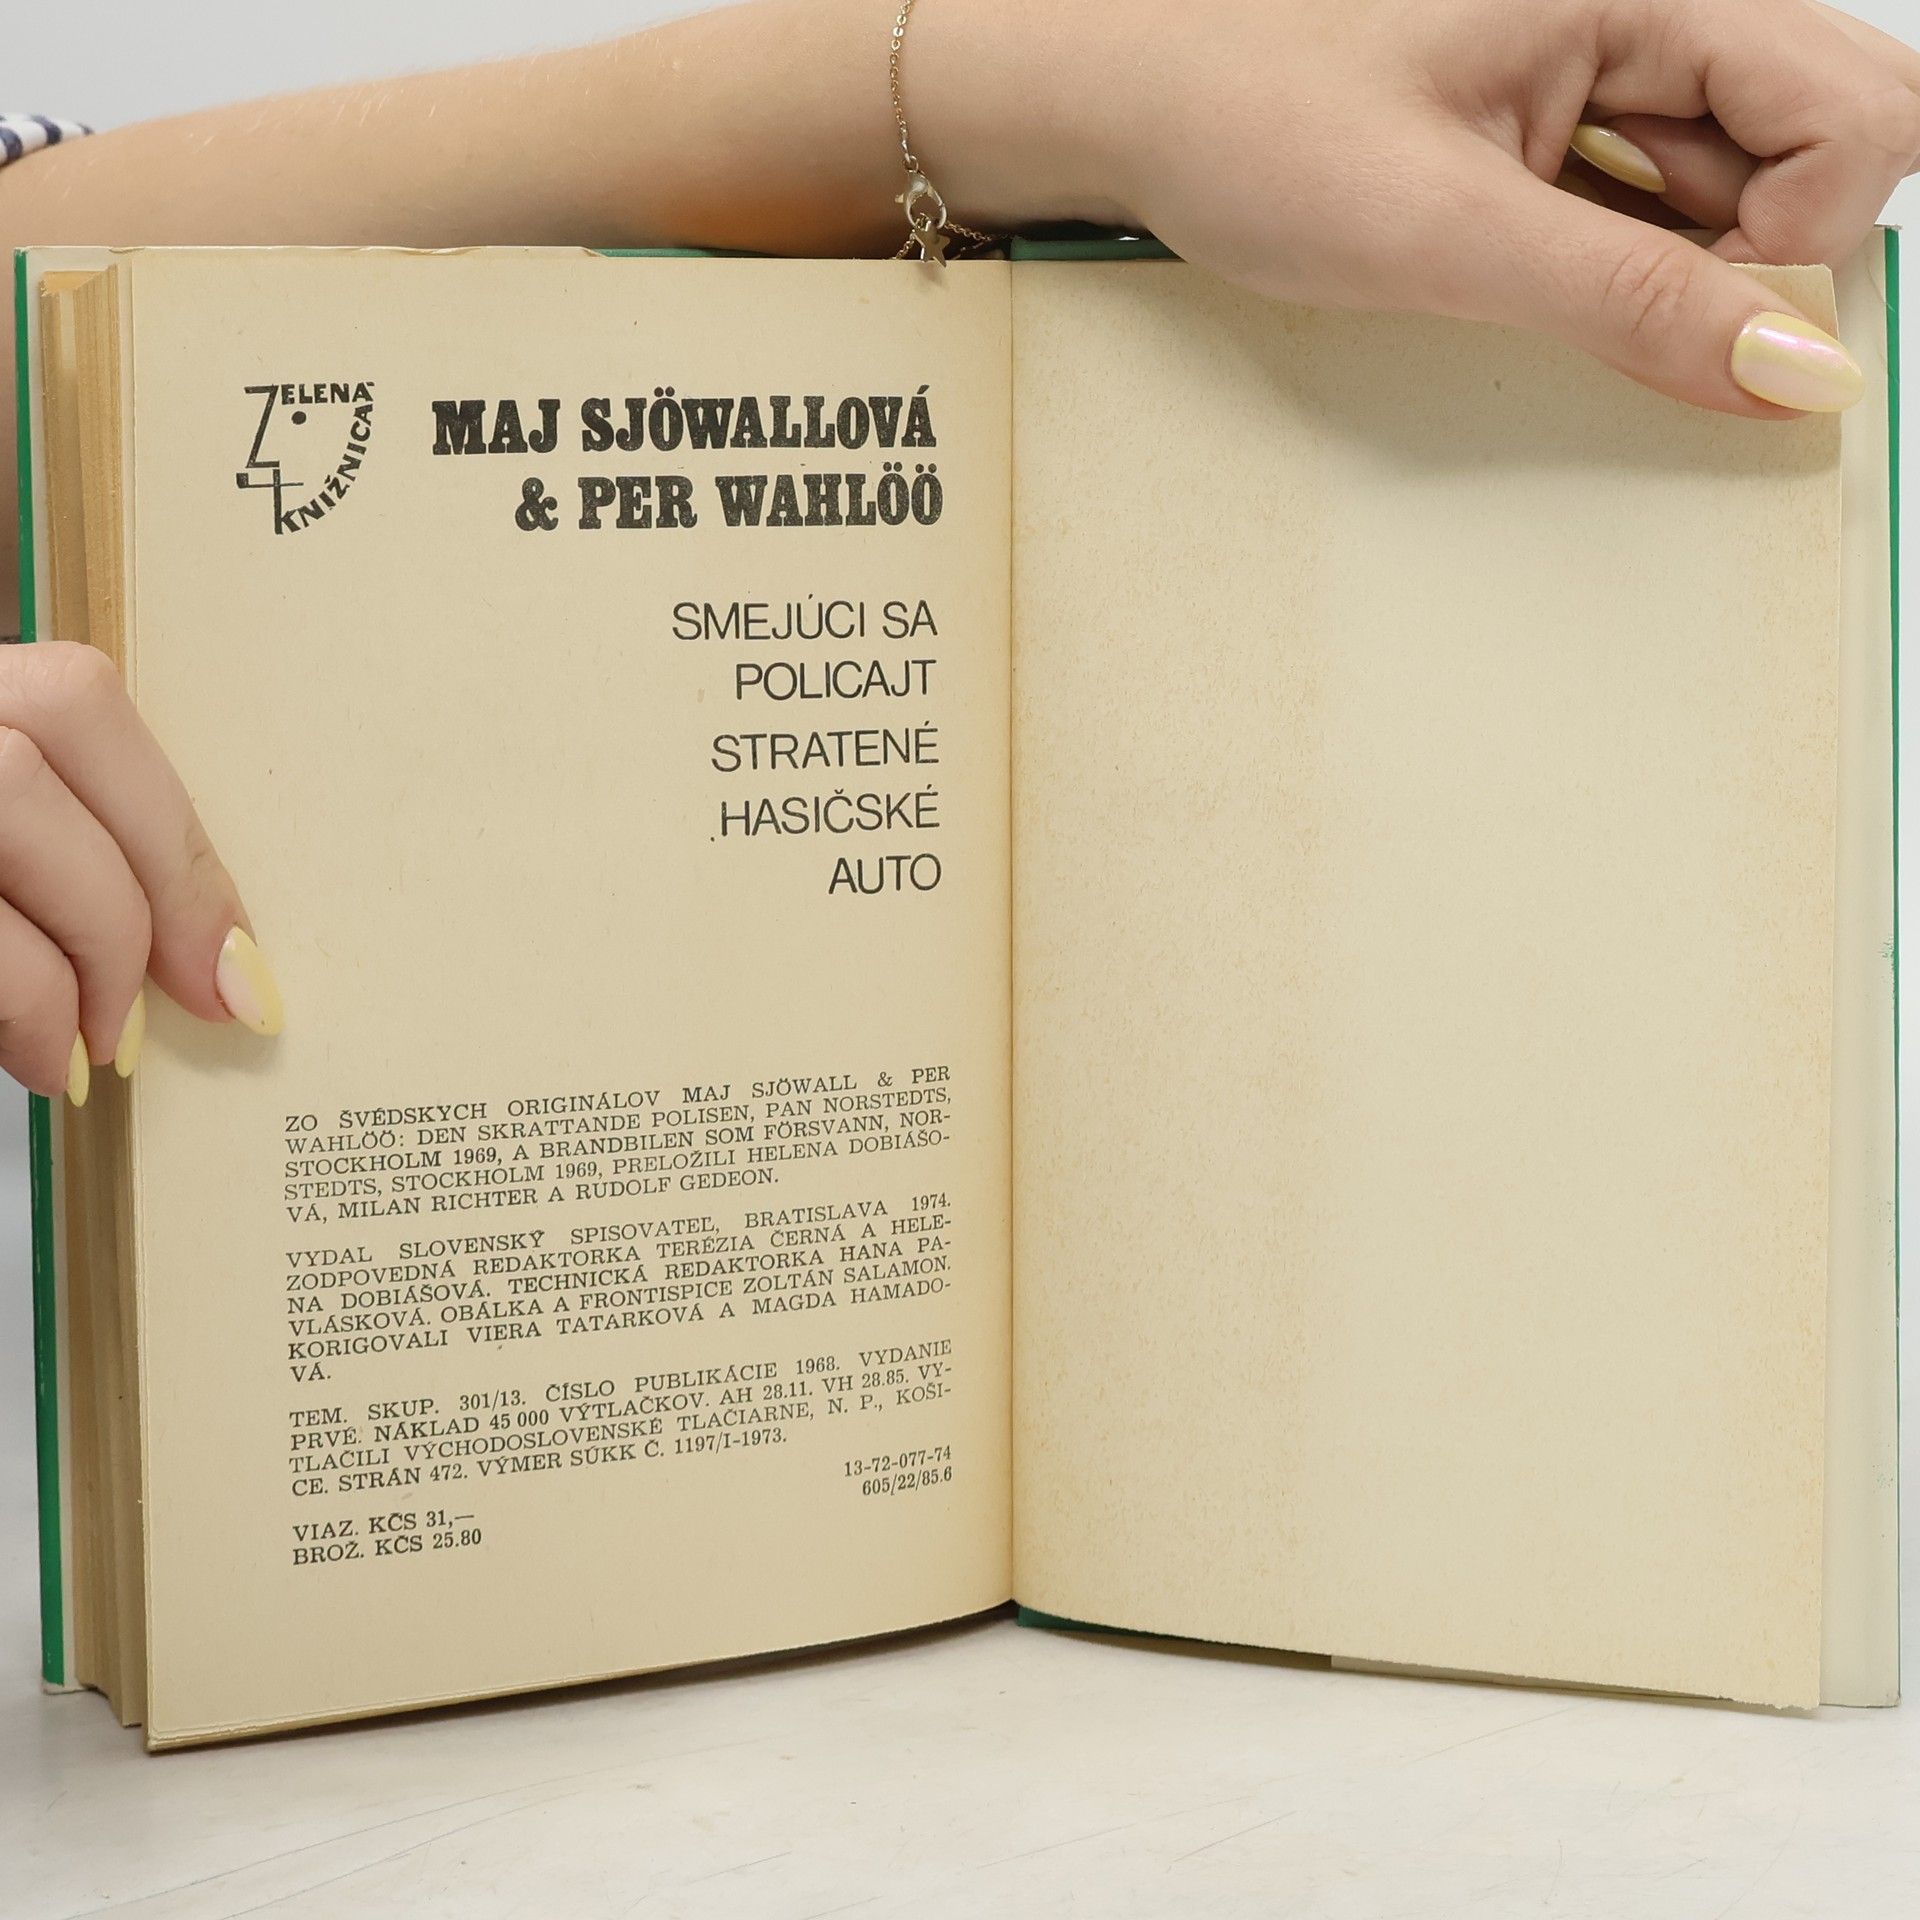 ZELENÁ
KNIŽNICA
MAJ SJÖWALLOVÁ
& PER WAHLÖÖ
SMEJÚCI SA
POLICAJT
STRATENÉ
HASIČSKÉ
AUTO
ZO ŠVÉDSKYCH ORIGINÁLOV MAJ SJÖWALL & PER
WAHLÖÖ: DEN SKRATTANDE POLISEN, PAN NORSTEDTS,
STOCKHOLM 1969, A BRANDBILEN SOM FÖRSVANN, NOR-
STEDTS, STOCKHOLM 1969, PRELOŽILI HELENA DOBIÁŠO-
VÁ, MILAN RICHTER A RUDOLF GEDEON.
VYDAL SLOVENSKÝ SPISOVATEĽ, BRATISLAVA 1974.
ZODPOVEDNÁ REDAKTORKA TERÉZIA ČERNÁ A HELE-
NA DOBIÁŠOVÁ. TECHNICKÁ REDAKTORKA HANA PA-
VLÁSKOVÁ. OBÁLKA A FRONTISPICE ZOLTÁN SALAMON.
KORIGOVALI VIERA TATARKOVÁ A MAGDA HAMADO-
VÁ.
TEM. SKUP. 301/13. ČÍSLO PUBLIKÁCIE 1968. VYDANIE
PRVÉ. NÁKLAD 45 000 VÝTLAČKOV. AH 28.11. VH 28.85. VY-
TLAČILI VÝCHODOSLOVENSKÉ TLAČIARNE, N. P., KOŠI-
CE. STRÁN 472. VÝMER SÚKK Č. 1197/I-1973.
13-72-077-74
605/22/85.6
VIAZ. KČS 31,—
BROŽ. KČS 25.80